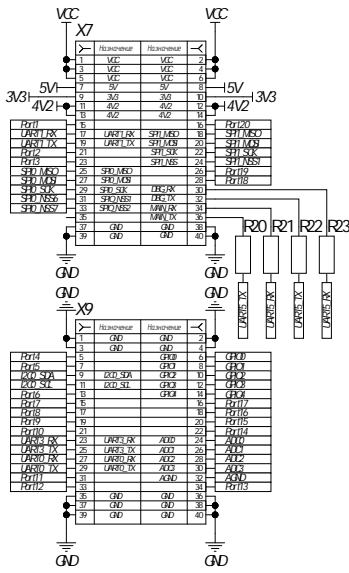 VCC VCC
X7
Назначение Назначение
1 VCC VCC 2
3 VCC VCC 4
5 VCC VCC 6
5V 7 5V 5V 8 5V
3V3 9 3V3 3V3 10 3V3
4V2 11 4V2 4V2 12 4V2
13 4V2 4V2 14
Port1 15 16 Port20
UART1_RX 17 UART1_RX SPI1_MISO 18 SPI1_MISO
UART1_TX 19 UART1_TX SPI1_MOSI 20 SPI1_MOSI
Port2 21 SPI1_SCK 22 SPI1_SCK
Port3 23 SPI1_NSS 24 SPI1_NSS1
SPI0_MISO 25 SPI0_MISO 26 Port19
SPI0_MOSI 27 SPI0_MOSI 28 Port18
SPI0_SCK 29 SPI0_SCK DBG_RX 30
SPI0_NSS6 31 SPI0_NSS1 DBG_TX 32
SPI0_NSS7 33 SPI0_NSS2 MAIN_RX 34
35 MAIN_TX 36
37 GND GND 38
39 GND GND 40
R20 R21 R22 R23
GND GND
UART5_TX UART5_RX UART5_TX UART5_RX
GND GND
X9
Назначение Назначение
1 GND GND 2
3 GND GND 4
Port4 5 GPIO0 6 GPIO0
Port5 7 GPIO1 8 GPIO1
I2C0_SDA 9 I2C0_SDA GPIO2 10 GPIO2
I2C0_SCL 11 I2C0_SCL GPIO3 12 GPIO3
Port6 13 GPIO4 14 GPIO4
Port7 15 16 Port17
Port8 17 18 Port16
Port9 19 20 Port15
Port10 21 22 Port14
UART3_RX 23 UART3_RX ADC0 24 ADC0
UART3_TX 25 UART3_TX ADC1 26 ADC1
UART0_RX 27 UART0_RX ADC2 28 ADC2
UART0_TX 29 UART0_TX ADC3 30 ADC3
Port11 31 AGND 32 AGND
Port12 33 34 Port13
35 GND GND 36
37 GND GND 38
39 GND GND 40
GND GND